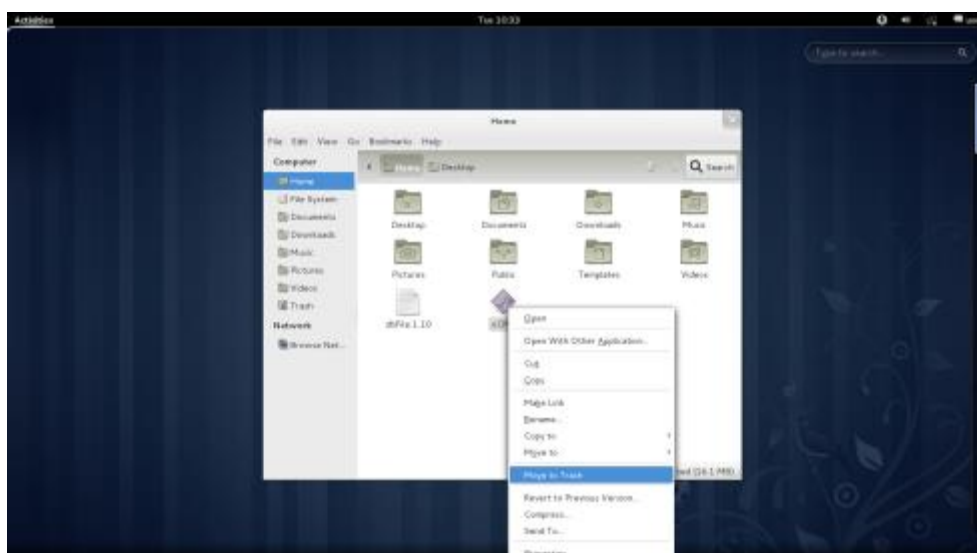 Activities
Tue 10:33
Type to search...
Home
File Edit View Go Bookmarks Help
Computer
Home Desktop
Search
Home
File System
Documents
Downloads
Music
Pictures
Videos
Trash
Network
Browse Net...
Desktop Documents Downloads Music
Pictures Public Templates Videos
dbFile 1.10
Open
Open With Other Application...
Cut
Copy
Make Link
Rename...
Copy to
Move to
Move to Trash
Revert to Previous Version...
Compress...
Send To...
Properties